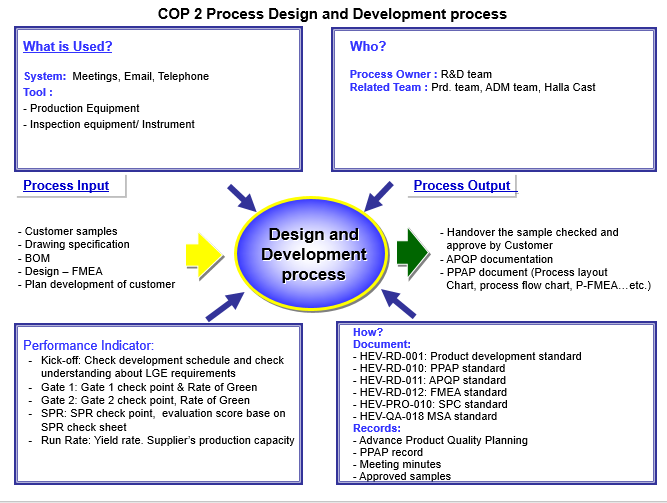 COP 2 Process Design and Development process
What is Used?
System: Meetings, Email, Telephone
Tool :
- Production Equipment
- Inspection equipment/ Instrument
Who?
Process Owner : R&D team
Related Team : Prd. team, ADM team, Halla Cast
Process Input
- Customer samples
- Drawing specification
- BOM
- Design – FMEA
- Plan development of customer
Design and
Development
process
Process Output
- Handover the sample checked and
approve by Customer
- APQP documentation
- PPAP document (Process layout
Chart, process flow chart, P-FMEA…etc.)
Performance Indicator:
- Kick-off: Check development schedule and check
understanding about LGE requirements
- Gate 1: Gate 1 check point & Rate of Green
- Gate 2: Gate 2 check point, Rate of Green
- SPR: SPR check point, evaluation score base on
SPR check sheet
- Run Rate: Yield rate. Supplier's production capacity
How?
Document:
- HEV-RD-001: Product development standard
- HEV-RD-010: PPAP standard
- HEV-RD-011: APQP standard
- HEV-RD-012: FMEA standard
- HEV-PRO-010: SPC standard
- HEV-QA-018 MSA standard
Records:
- Advance Product Quality Planning
- PPAP record
- Meeting minutes
- Approved samples